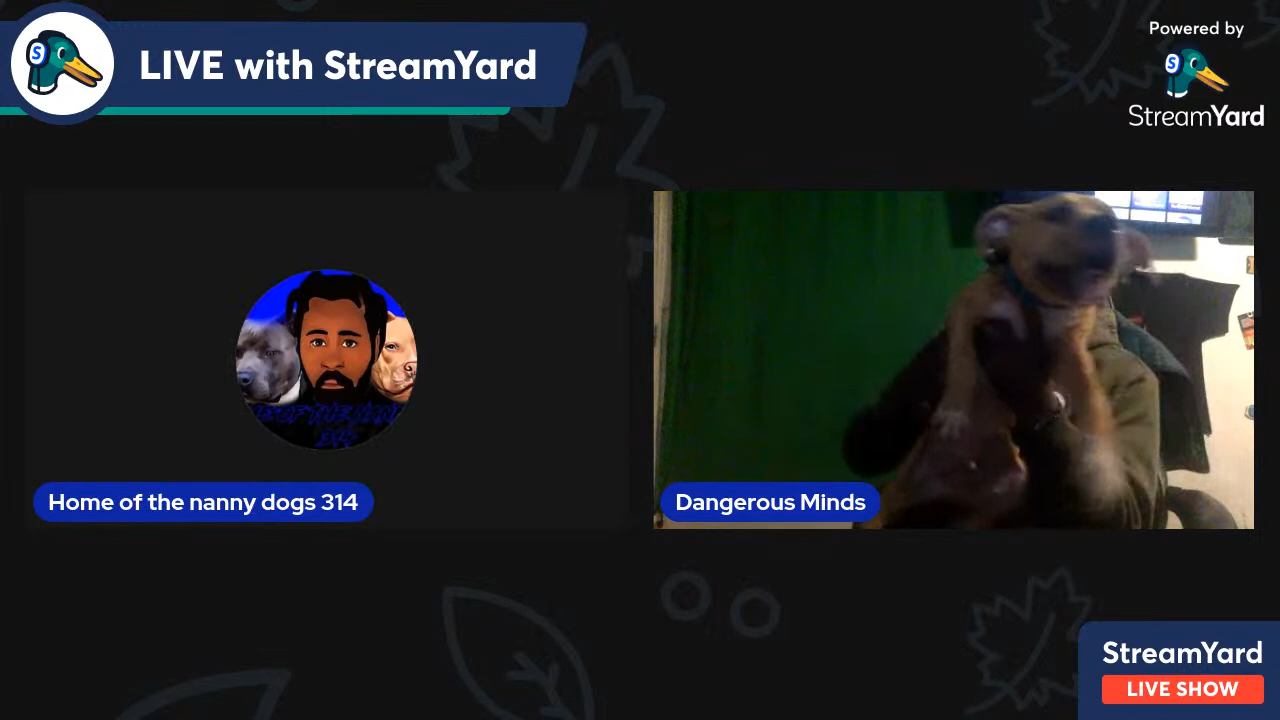 LIVE with StreamYard
Powered by
StreamYard
Home of the nanny dogs 314
Dangerous Minds
StreamYard
LIVE SHOW